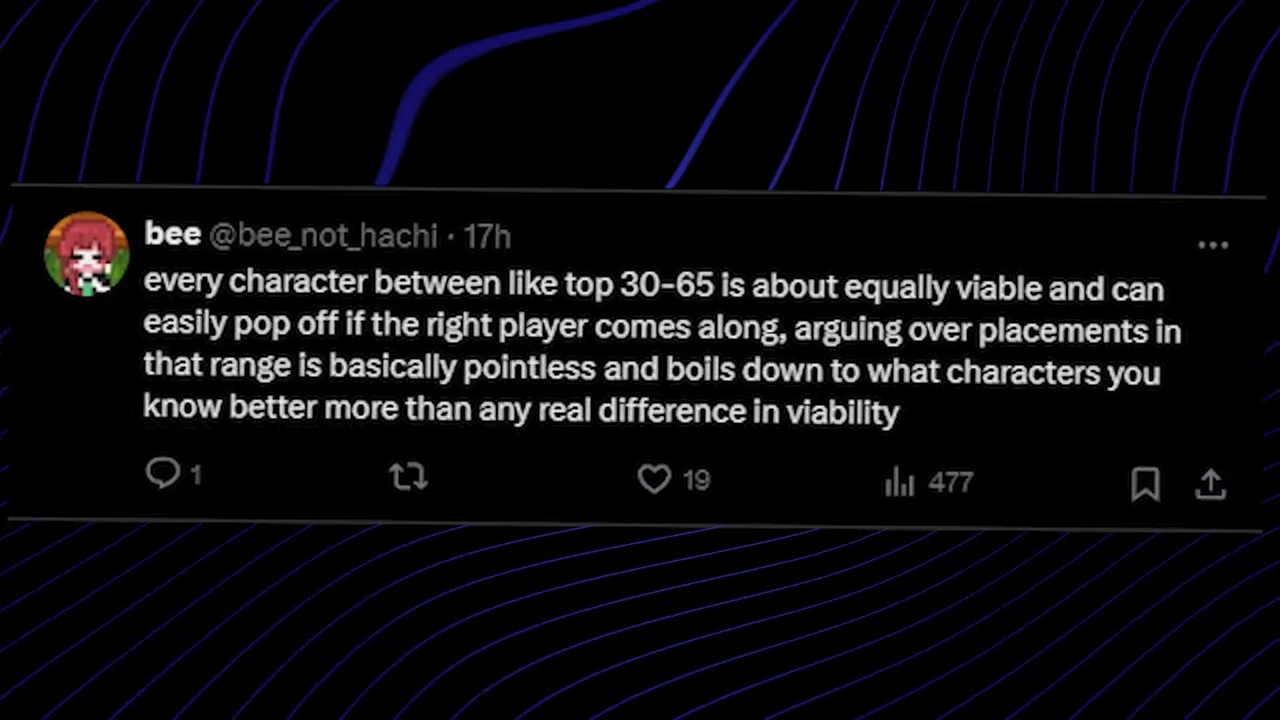 bee @bee_not_hachi · 17h
every character between like top 30-65 is about equally viable and can
easily pop off if the right player comes along, arguing over placements in
that range is basically pointless and boils down to what characters you
know better more than any real difference in viability
1 19 477